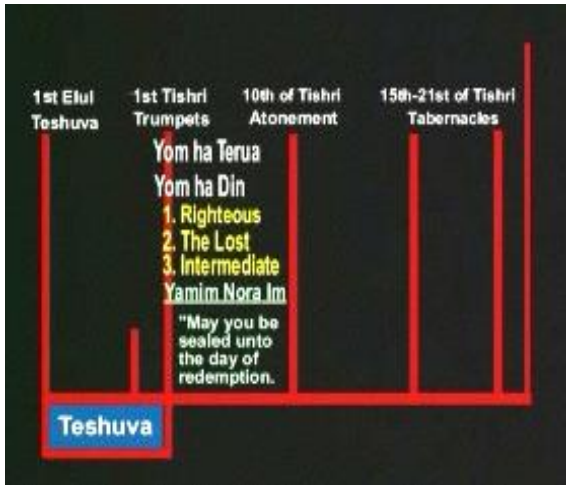 1st Elul
Teshuva
1st Tishri
Trumpets
10th of Tishri
Atonement
15th-21st of Tishri
Tabernacles
Yom ha Terua
Yom ha Din
1. Righteous
2. The Lost
3. Intermediate
Yamim Nora Im
"May you be
sealed unto
the day of
redemption.
Teshuva